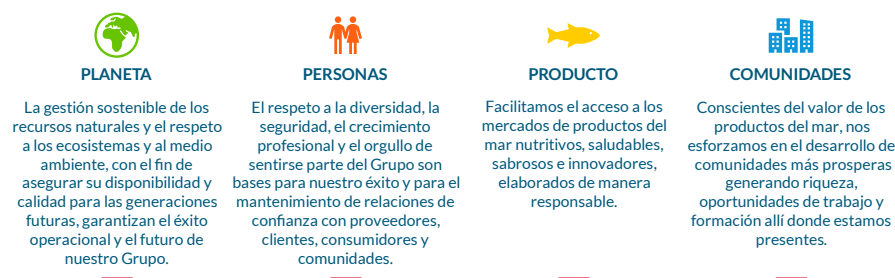 PLANETA
La gestión sostenible de los
recursos naturales y el respeto
a los ecosistemas y al medio
ambiente, con el fin de
asegurar su disponibilidad y
calidad para las generaciones
futuras, garantizan el éxito
operacional y el futuro de
nuestro Grupo.
PERSONAS
El respeto a la diversidad, la
seguridad, el crecimiento
profesional y el orgullo de
sentirse parte del Grupo son
bases para nuestro éxito y para el
mantenimiento de relaciones de
confianza con proveedores,
clientes, consumidores y
comunidades.
PRODUCTO
Facilitamos el acceso a los
mercados de productos del
mar nutritivos, saludables,
sabrosos e innovadores,
elaborados de manera
responsable.
COMUNIDADES
Conscientes del valor de los
productos del mar, nos
esforzamos en el desarrollo de
comunidades más prosperas
generando riqueza,
oportunidades de trabajo y
formación allí donde estamos
presentes.